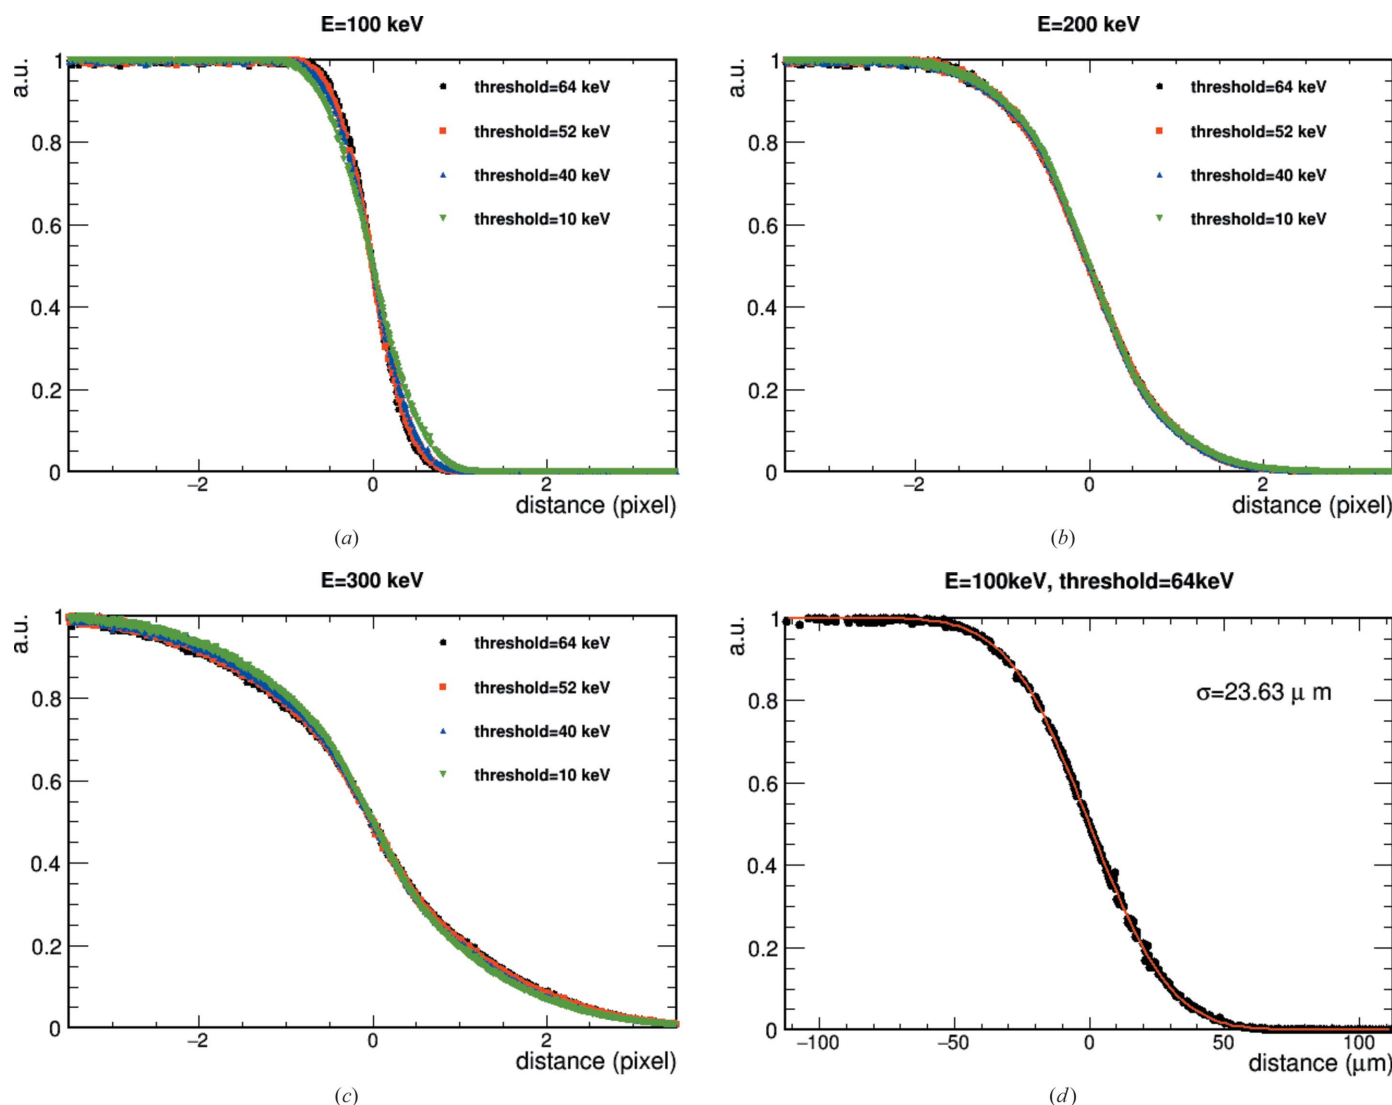 E=100 keV
a.u.
1
0.8
0.6
0.4
0.2
0
−2
0
2
distance (pixel)
threshold=64 keV
threshold=52 keV
threshold=40 keV
threshold=10 keV
(a)
E=200 keV
a.u.
1
0.8
0.6
0.4
0.2
0
−2
0
2
distance (pixel)
threshold=64 keV
threshold=52 keV
threshold=40 keV
threshold=10 keV
(b)
E=300 keV
a.u.
1
0.8
0.6
0.4
0.2
0
−2
0
2
distance (pixel)
threshold=64 keV
threshold=52 keV
threshold=40 keV
threshold=10 keV
(c)
E=100keV, threshold=64keV
a.u.
1
0.8
0.6
0.4
0.2
0
−100
−50
0
50
100
distance (μm)
σ=23.63 μ m
(d)